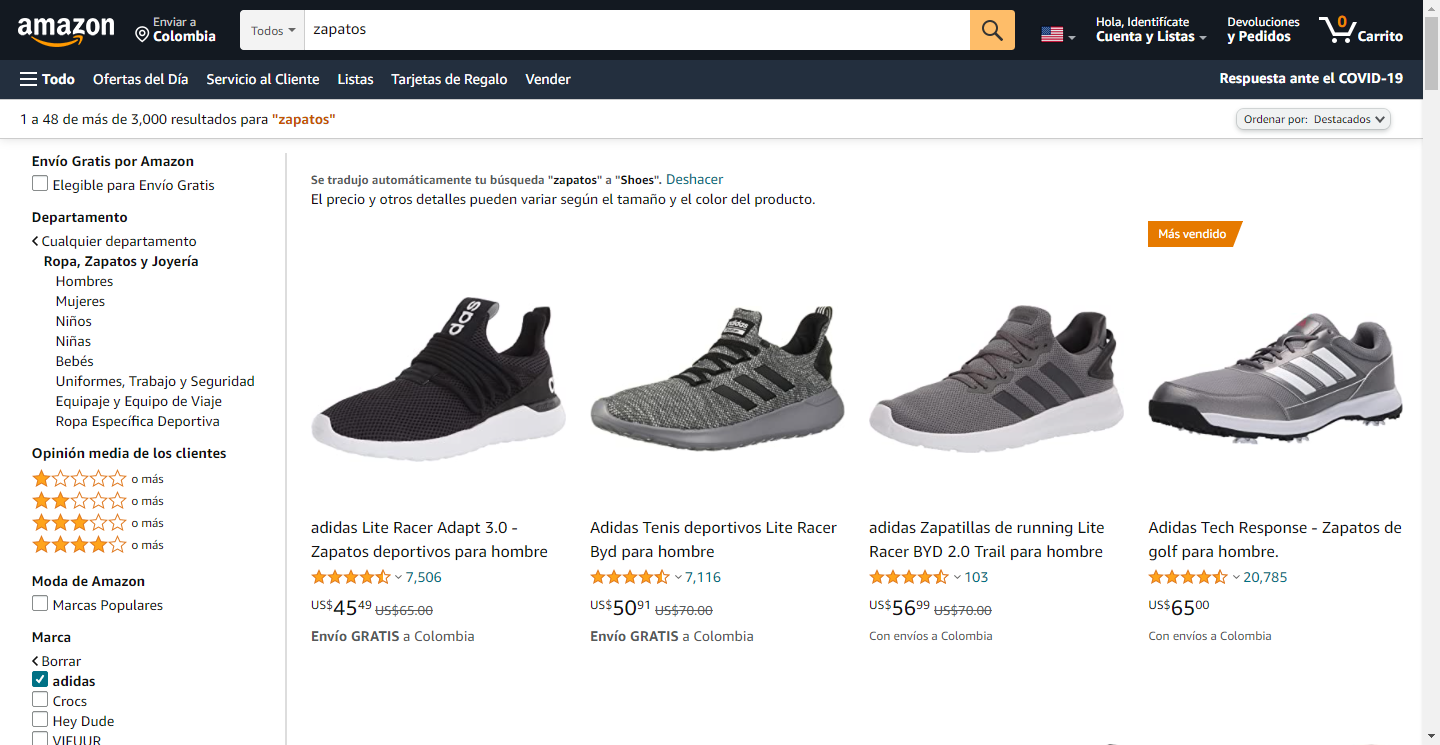 amazon
Enviar a
Colombia
Todos
zapatos
Hola, Identifícate
Cuenta y Listas
Devoluciones
y Pedidos
0
Carrito
Todo
Ofertas del Día
Servicio al Cliente
Listas
Tarjetas de Regalo
Vender
Respuesta ante el COVID-19
1 a 48 de más de 3,000 resultados para "zapatos"
Ordenar por: Destacados
Envío Gratis por Amazon
Elegible para Envío Gratis
Departamento
Cualquier departamento
Ropa, Zapatos y Joyería
Hombres
Mujeres
Niños
Niñas
Bebés
Uniformes, Trabajo y Seguridad
Equipaje y Equipo de Viaje
Ropa Específica Deportiva
Opinión media de los clientes
o más
o más
o más
o más
Moda de Amazon
Marcas Populares
Marca
Borrar
adidas
Crocs
Hey Dude
VIFUUR
Se tradujo automáticamente tu búsqueda "zapatos" a "Shoes". Deshacer
El precio y otros detalles pueden variar según el tamaño y el color del producto.
das
adidas Lite Racer Adapt 3.0 -
Zapatos deportivos para hombre
7,506
US$45 49 US$65.00
Envío GRATIS a Colombia
adidas
Adidas Tenis deportivos Lite Racer
Byd para hombre
7,116
US$50 91 US$70.00
Envío GRATIS a Colombia
adidas Zapatillas de running Lite
Racer BYD 2.0 Trail para hombre
103
US$56 99 US$70.00
Con envíos a Colombia
Más vendido
Adidas Tech Response - Zapatos de
golf para hombre.
20,785
US$65 00
Con envíos a Colombia